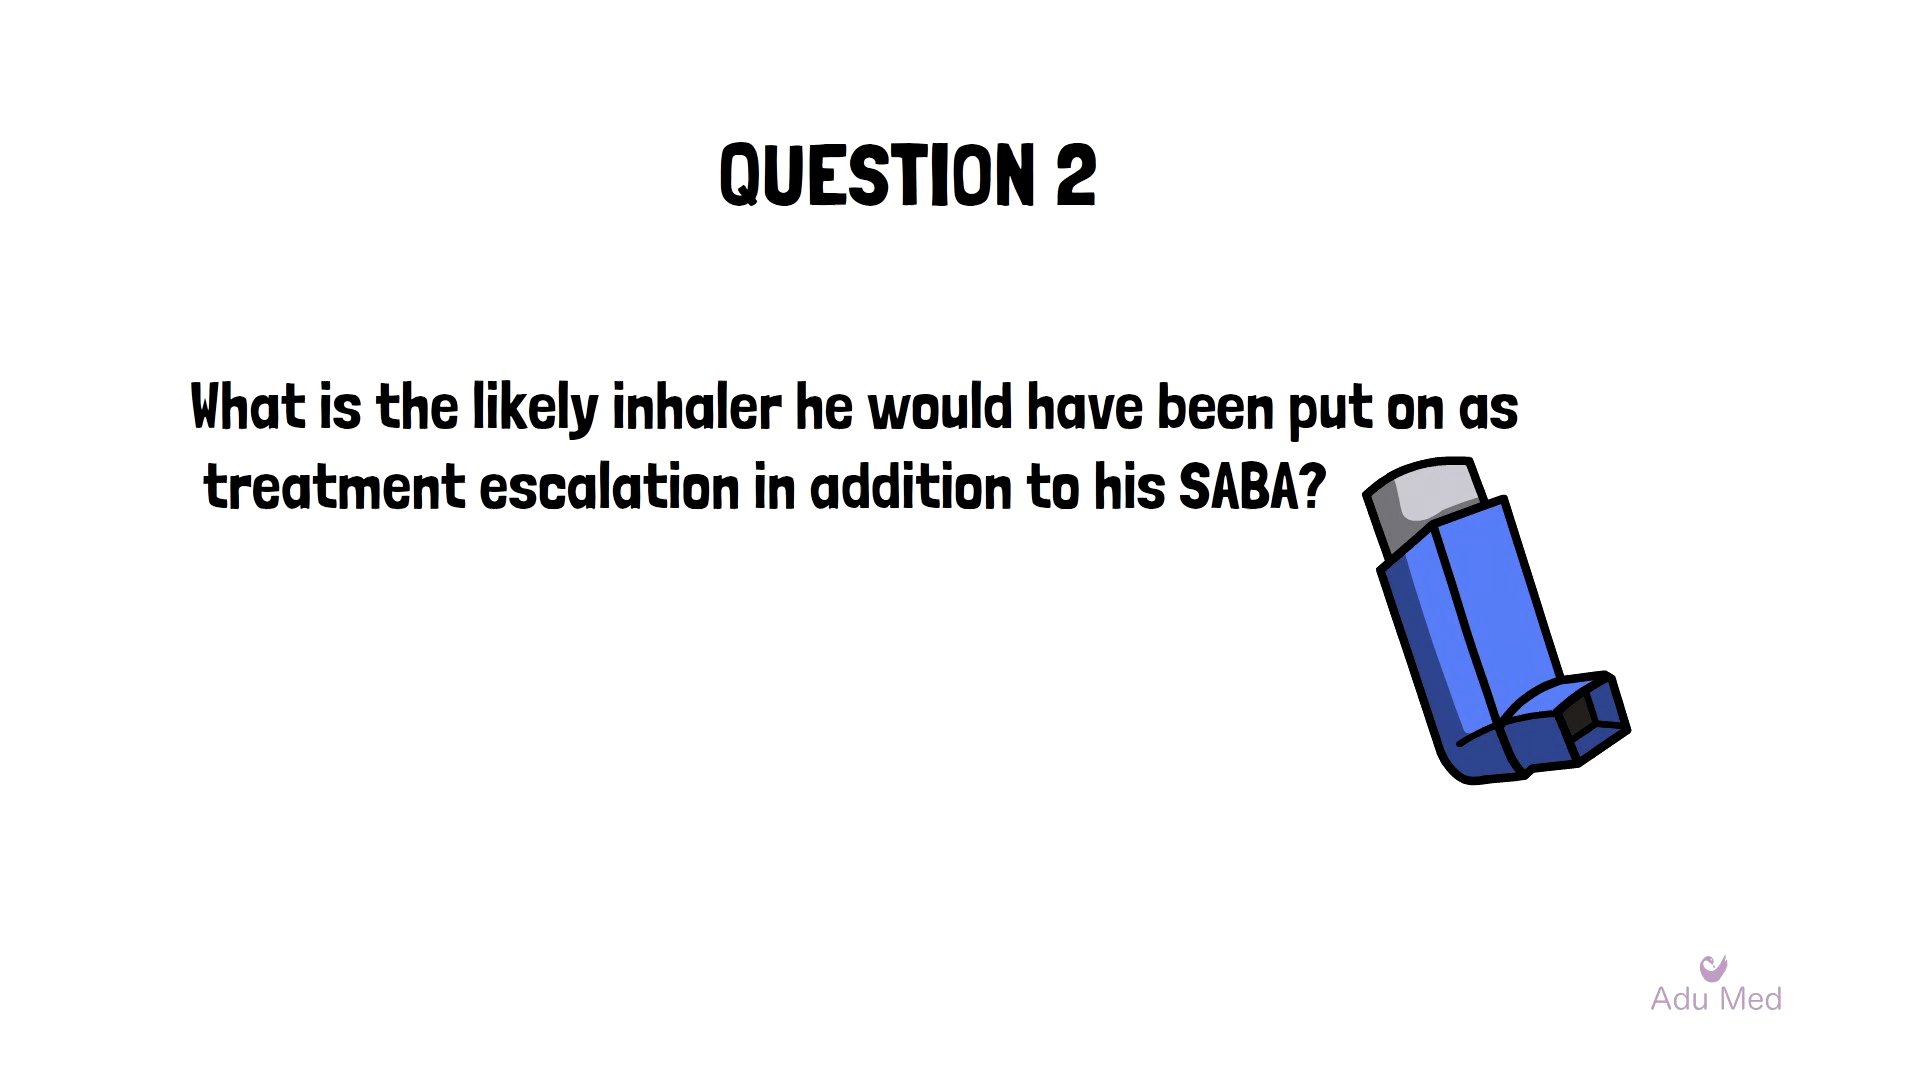 QUESTION 2
What is the likely inhaler he would have been put on as
treatment escalation in addition to his SABA?
Adu Med